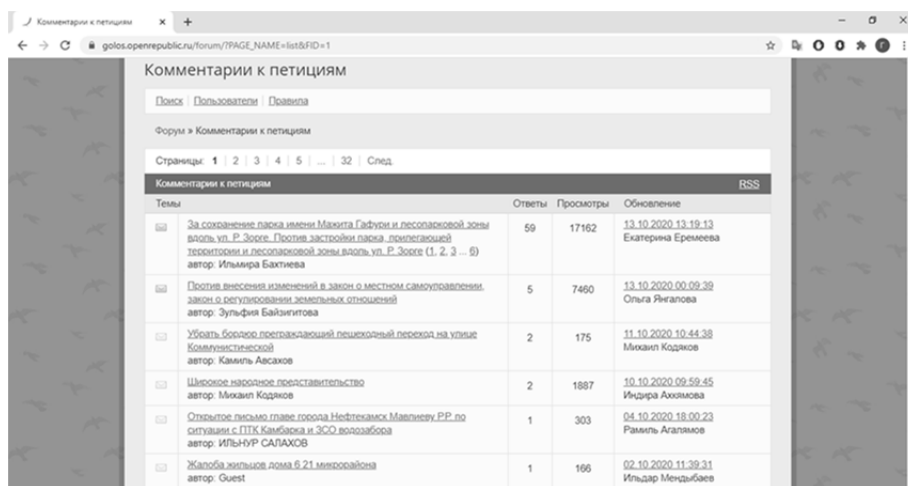 Комментарии к петициям
golos.openrepublic.ru/forum/?PAGE_NAME=list&FID=1
Комментарии к петициям
Поиск | Пользователи | Правила
Форум » Комментарии к петициям
Страницы: 1 | 2 | 3 | 4 | 5 | ... | 32 | След.
Комментарии к петициям RSS
Темы Ответы Просмотры Обновление
За сохранение парка имени Мажита Гафури и лесопарковой зоны
вдоль ул. Р. Зорге. Против застройки парка, прилегающей
территории и лесопарковой зоны вдоль ул. Р. Зорге (1, 2, 3 ... 6)
автор: Ильмира Бахтиева
59 17162 13.10.2020 13:19:13
Екатерина Еремеева
Против внесения изменений в закон о местном самоуправлении,
закон о регулировании земельных отношений
автор: Зульфия Байзигитова
5 7460 13.10.2020 00:09:39
Ольга Янгалова
Убрать бордюр преграждающий пешеходный переход на улице
Коммунистической
автор: Камиль Авсахов
2 175 11.10.2020 10:44:38
Михаил Кодяков
Широкое народное представительство
автор: Михаил Кодяков
2 1887 10.10.2020 09:59:45
Индира Аккямова
Открытое письмо главе города Нефтекамск Мавлиеву Р.Р. по
ситуации с ПТК Камбарка и ЗСО водозабора
автор: ИЛЬНУР САЛАХОВ
1 303 04.10.2020 18:00:23
Рамиль Агалямов
Жалоба жильцов дома 6 21 микрорайона
автор: Guest
1 166 02.10.2020 11:39:31
Ильдар Мендыбаев